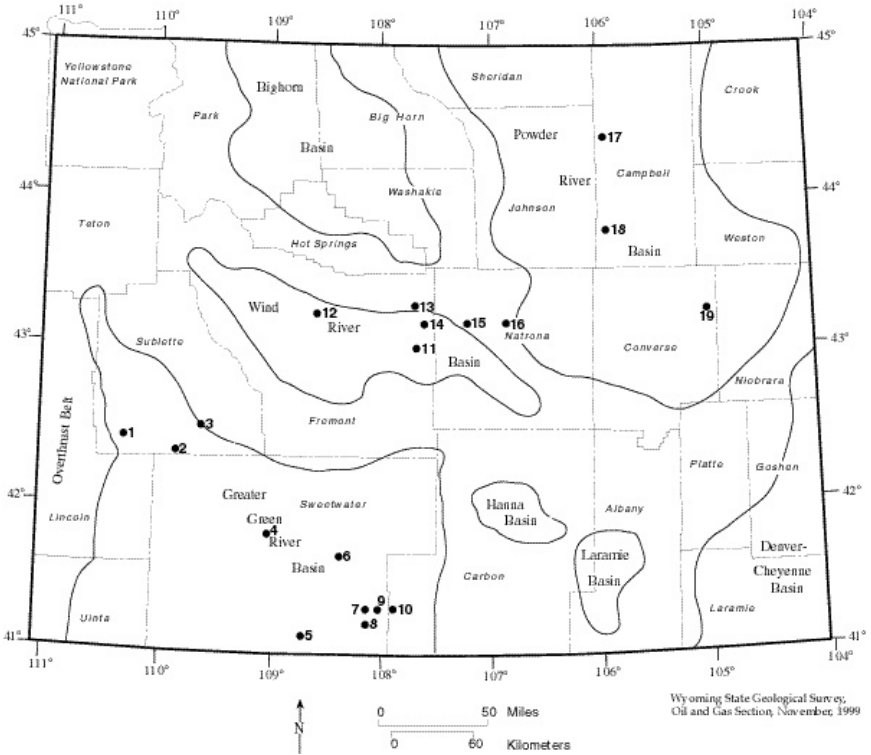 111°
110°
109°
108°
107°
106°
105°
104°
45°
45°
Yellowstone
National Park
Bighorn
Sheridan
Crook
Park
Big Horn
Powder
17
Basin
River
Campbell
44°
Washakie
44°
Johnson
Teton
18
Hot Springs
Basin
Weston
Wind
12
13
14
15
16
19
43°
River
Natrona
43°
Sublette
11
Basin
Converse
Niobrara
Overthrust Belt
1
3
Fremont
2
Platte
Goshen
42°
Greater
Sweetwater
Hanna
Basin
Albany
42°
Lincoln
Green
4
River
6
Laramie
Basin
Denver-
Cheyenne
Basin
Basin
Carbon
9
7
10
Uinta
8
Laramie
41°
5
41°
111°
110°
109°
108°
107°
106°
105°
104°
N
0
50
Miles
0
60
Kilometers
Wyoming State Geological Survey,
Oil and Gas Section, November, 1999